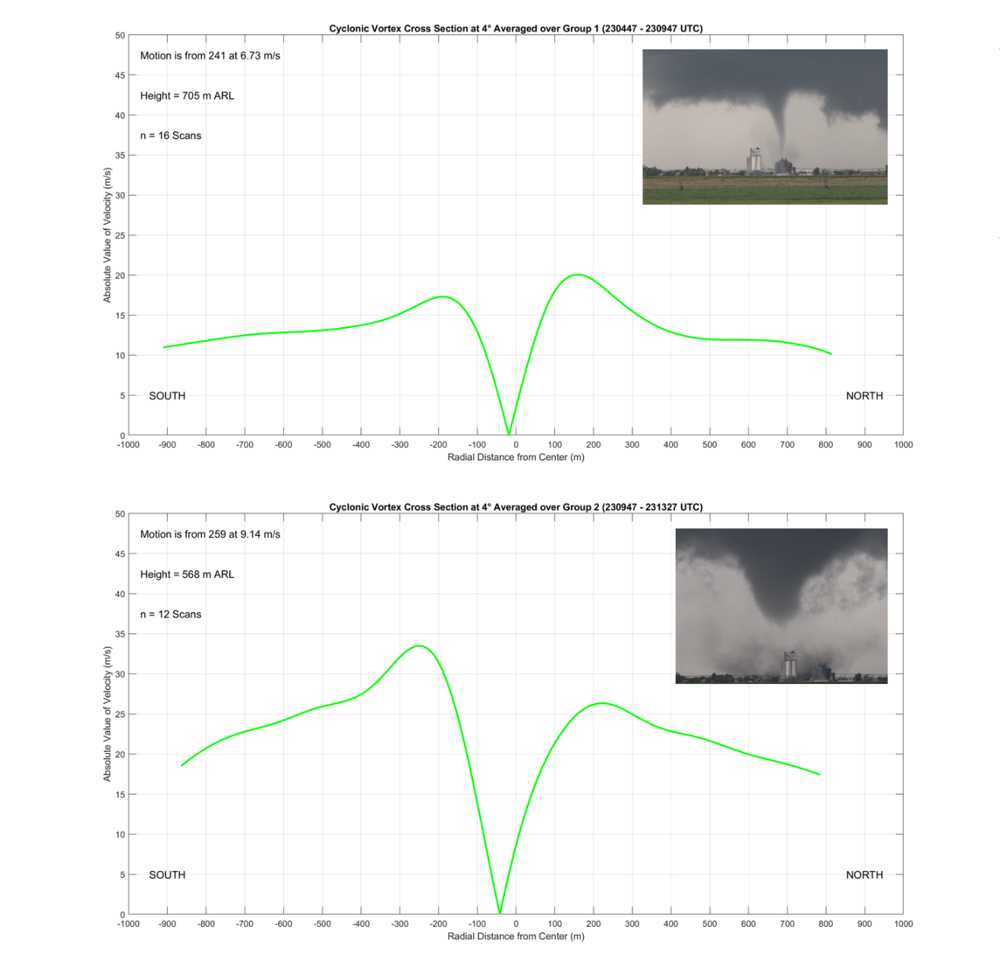 Cyclonic Vortex Cross Section at 4° Averaged over Group 1 (230447 - 230947 UTC)
Motion is from 241 at 6.73 m/s
Height = 705 m ARL
n = 16 Scans
Absolute Value of Velocity (m/s)
50
45
40
35
30
25
20
15
10
5
0
SOUTH
NORTH
-1000 -900 -800 -700 -600 -500 -400 -300 -200 -100 0 100 200 300 400 500 600 700 800 900 1000
Radial Distance from Center (m)
Cyclonic Vortex Cross Section at 4° Averaged over Group 2 (230947 - 231327 UTC)
Motion is from 259 at 9.14 m/s
Height = 568 m ARL
n = 12 Scans
Absolute Value of Velocity (m/s)
50
45
40
35
30
25
20
15
10
5
0
SOUTH
NORTH
-1000 -900 -800 -700 -600 -500 -400 -300 -200 -100 0 100 200 300 400 500 600 700 800 900 1000
Radial Distance from Center (m)